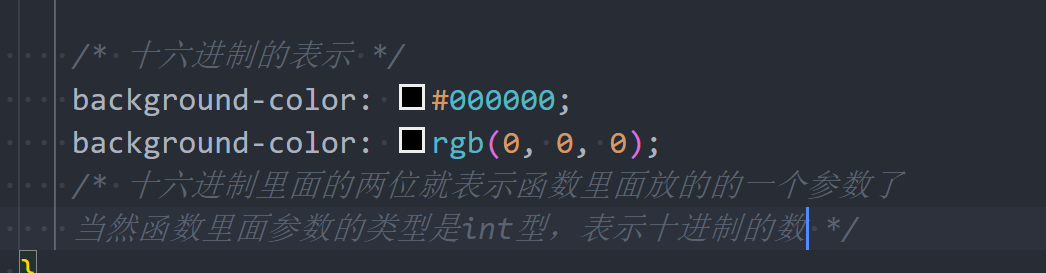 /* 十六进制的表示 */
background-color: #000000;
background-color: rgb(0, 0, 0);
/* 十六进制里面的两位就表示函数里面放的的一个参数了
当然函数里面参数的类型是int型，表示十进制的数 */
}